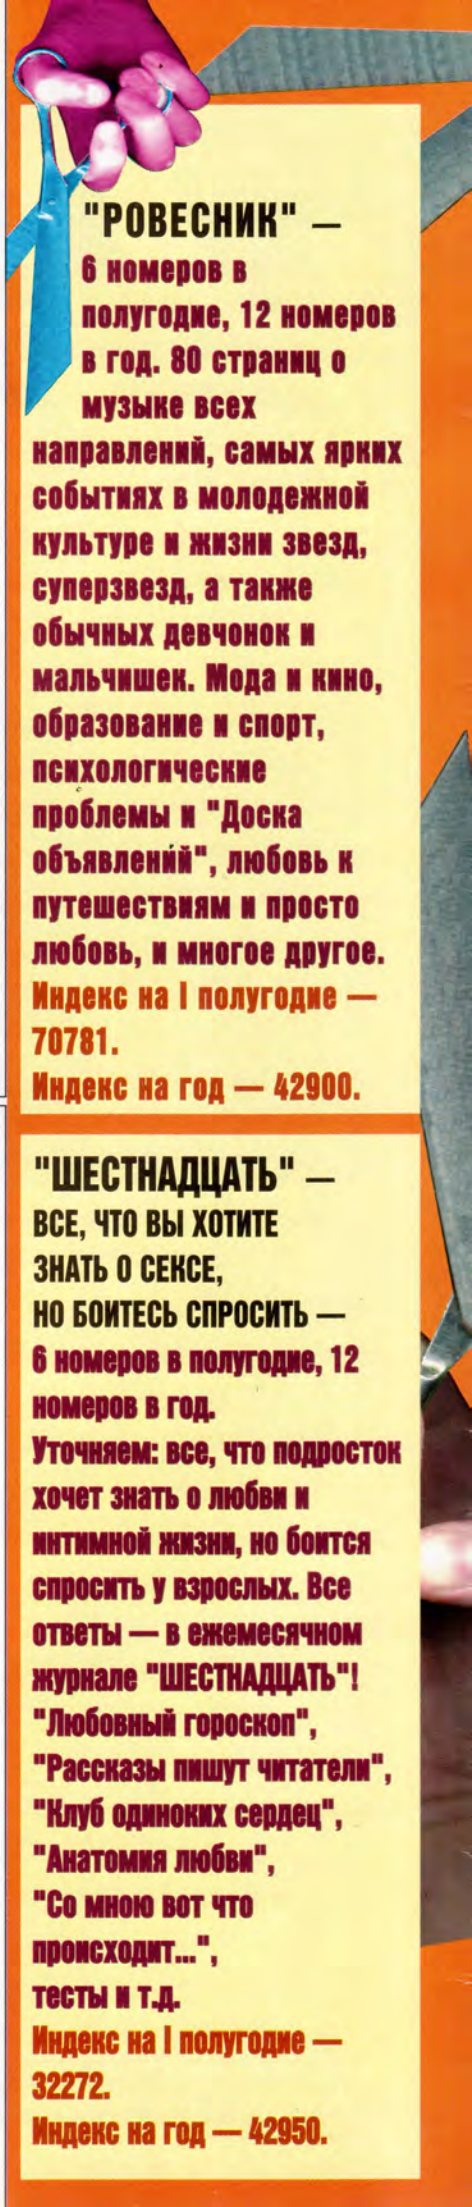 "РОВЕСНИК" —
6 номеров в
полугодие, 12 номеров
в год. 80 страниц о
музыке всех
направлений, самых ярких
событиях в молодежной
культуре и жизни звезд,
суперзвезд, а также
обычных девчонок и
мальчишек. Мода и кино,
образование и спорт,
психологические
проблемы и "Доска
объявлений", любовь к
путешествиям и просто
любовь, и многое другое.
Индекс на I полугодие —
70781.
Индекс на год — 42900.
"ШЕСТНАДЦАТЬ" —
ВСЕ, ЧТО ВЫ ХОТИТЕ
ЗНАТЬ О СЕКСЕ,
НО БОИТЕСЬ СПРОСИТЬ —
6 номеров в полугодие, 12
номеров в год.
Уточняем: все, что подросток
хочет знать о любви и
интимной жизни, но боится
спросить у взрослых. Все
ответы — в ежемесячном
журнале "ШЕСТНАДЦАТЬ"!
"Любовный гороскоп",
"Рассказы пишут читатели",
"Клуб одиноких сердец",
"Анатомия любви",
"Со мною вот что
происходит...",
тесты и т.д.
Индекс на I полугодие —
32272.
Индекс на год — 42950.